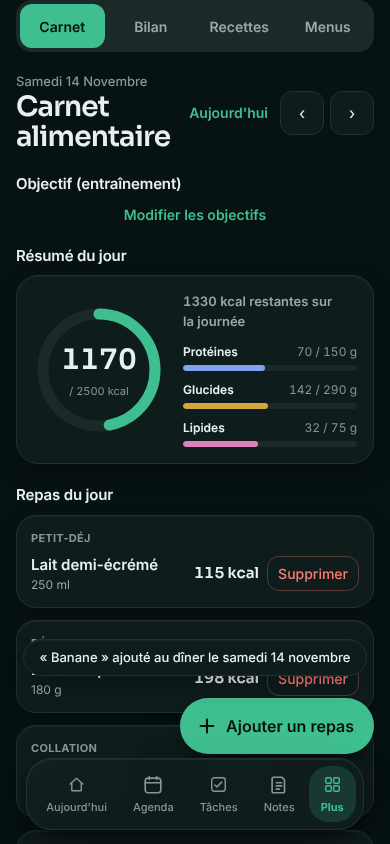 Carnet
Bilan
Recettes
Menus
Samedi 14 Novembre
Carnet
alimentaire
Aujourd'hui
‹
›
Objectif (entraînement)
Modifier les objectifs
Résumé du jour
1170
/ 2500 kcal
1330 kcal restantes sur
la journée
Protéines
70 / 150 g
Glucides
142 / 290 g
Lipides
32 / 75 g
Repas du jour
PETIT-DÉJ
Lait demi-écrémé
115 kcal
Supprimer
250 ml
« Banane » ajouté au dîner le samedi 14 novembre
198 kcal
Supprimer
180 g
Ajouter un repas
COLLATION
Aujourd'hui
Agenda
Tâches
Notes
Plus